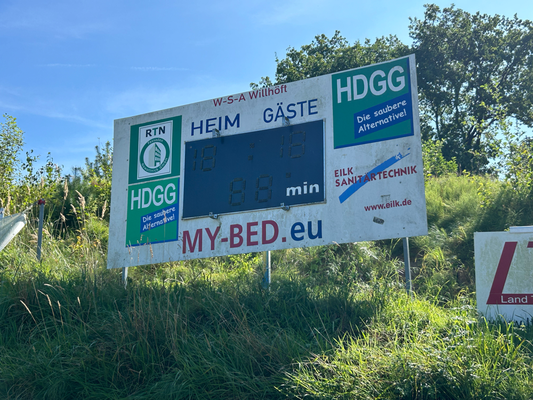 W-S-A Willhöft
HEIM GÄSTE
HDGG
Die saubere
Alternative!
RTN
HDGG
Die saubere
Alternative!
min
EILK
SANITÄRTECHNIK
www.eilk.de
MY-BED.eu
Land